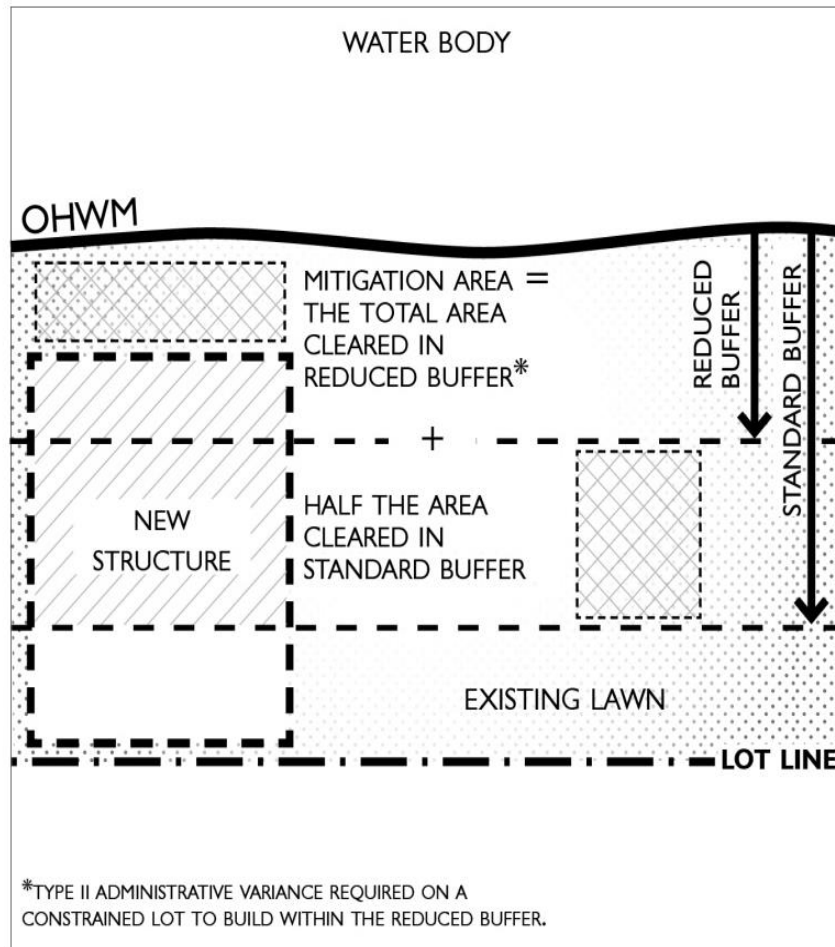 WATER BODY
OHWM
MITIGATION AREA =
THE TOTAL AREA
CLEARED IN
REDUCED BUFFER*
REDUCED
BUFFER
STANDARD BUFFER
+
NEW
STRUCTURE
HALF THE AREA
CLEARED IN
STANDARD BUFFER
EXISTING LAWN
LOT LINE
*TYPE II ADMINISTRATIVE VARIANCE REQUIRED ON A
CONSTRAINED LOT TO BUILD WITHIN THE REDUCED BUFFER.